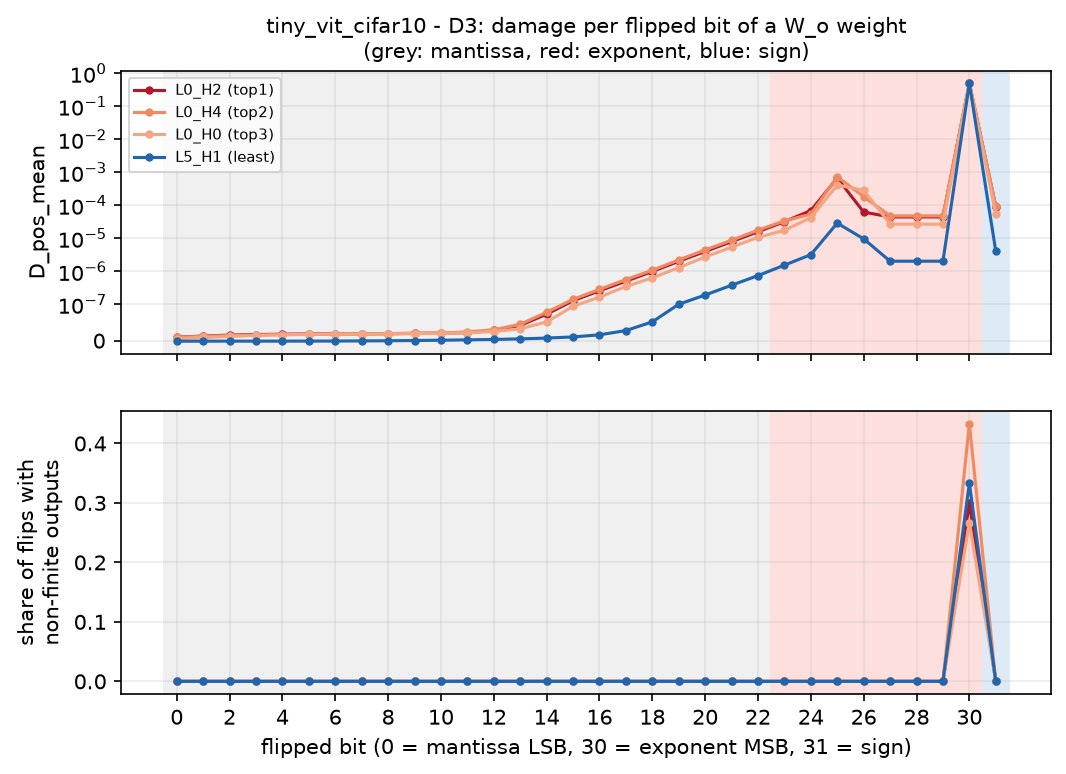 tiny_vit_cifar10 - D3: damage per flipped bit of a W_o weight
(grey: mantissa, red: exponent, blue: sign)
D_pos_mean
10⁰
10⁻¹
10⁻²
10⁻³
10⁻⁴
10⁻⁵
10⁻⁶
10⁻⁷
0
L0_H2 (top1)
L0_H4 (top2)
L0_H0 (top3)
L5_H1 (least)
share of flips with
non-finite outputs
0.4
0.3
0.2
0.1
0.0
0 2 4 6 8 10 12 14 16 18 20 22 24 26 28 30
flipped bit (0 = mantissa LSB, 30 = exponent MSB, 31 = sign)